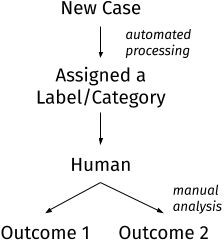 New Case
automated
processing
Assigned a
Label/Category
Human
manual
analysis
Outcome 1 Outcome 2